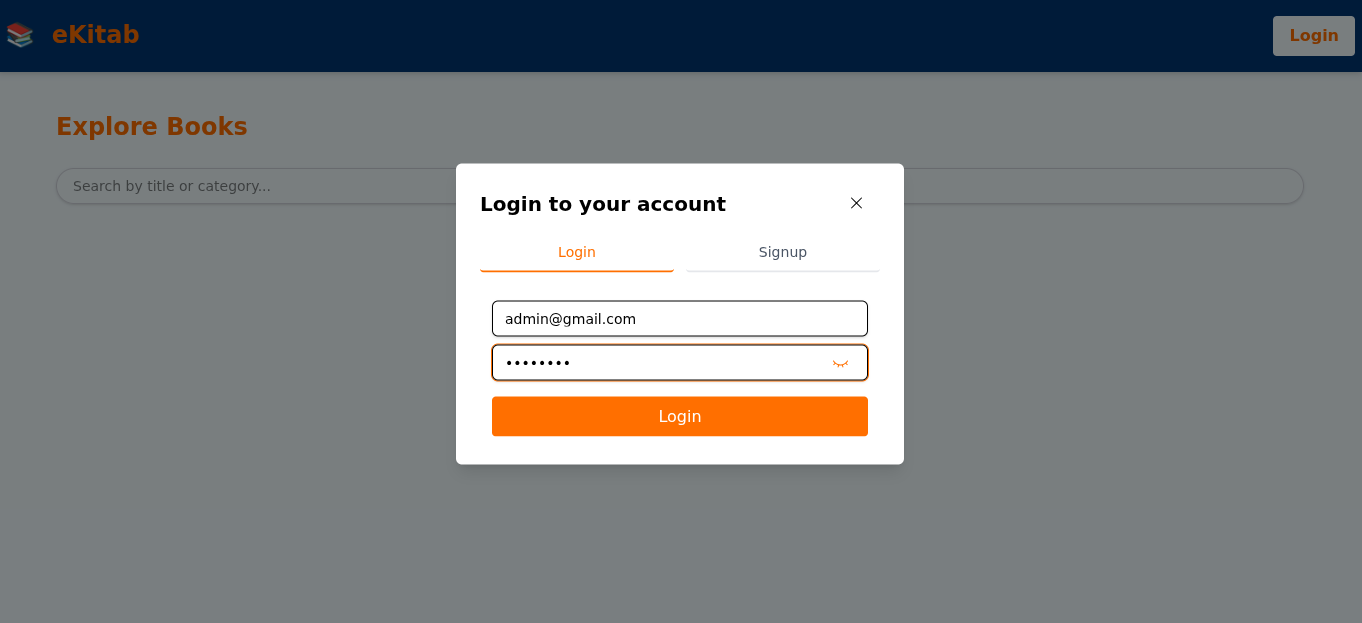 eKitab
Login
Explore Books
Search by title or category...
Login to your account
Login
Signup
admin@gmail.com
••••••••
Login